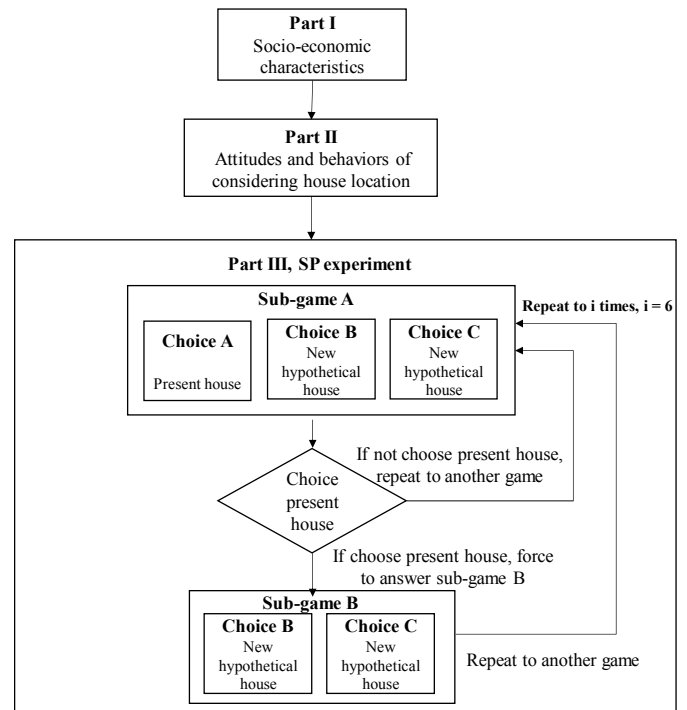 Part I
Socio-economic
characteristics
Part II
Attitudes and behaviors of
considering house location
Part III, SP experiment
Sub-game A
Repeat to i times, i = 6
Choice A
Present house
Choice B
New
hypothetical
house
Choice C
New
hypothetical
house
If not choose present house,
repeat to another game
Choice
present
house
If choose present house, force
to answer sub-game B
Sub-game B
Choice B
New
hypothetical
house
Choice C
New
hypothetical
house
Repeat to another game